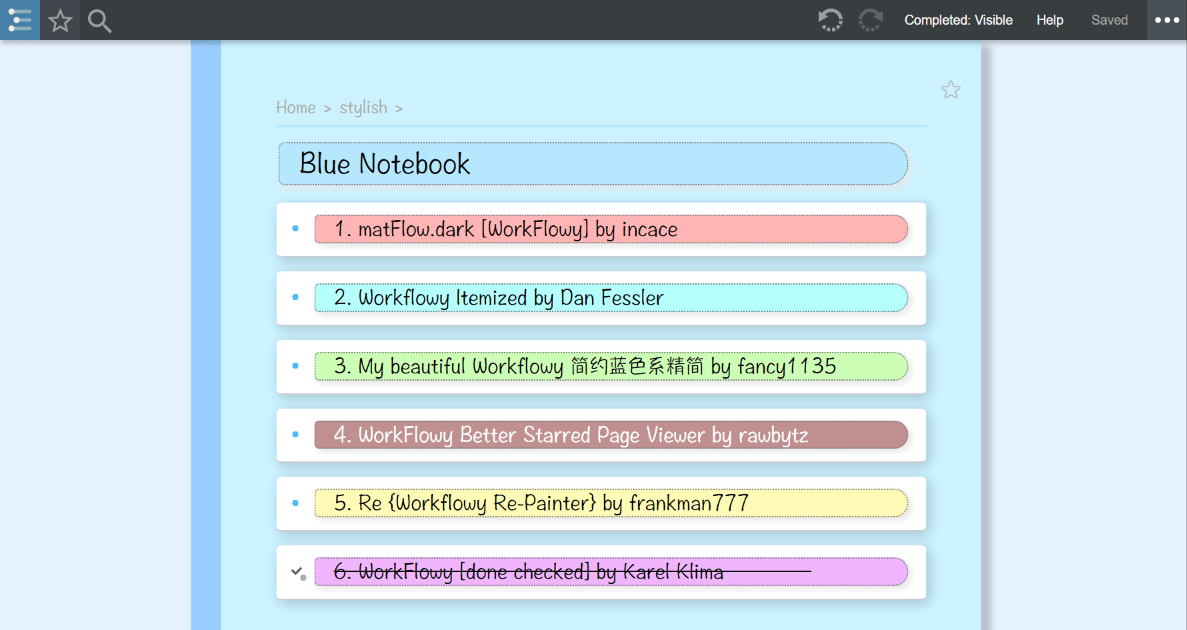 Completed: Visible Help Saved
Home > stylish >
Blue Notebook
1. matFlow.dark [WorkFlowy] by incace
2. Workflowy Itemized by Dan Fessler
3. My beautiful Workflowy 简约蓝色系精简 by fancy1135
4. WorkFlowy Better Starred Page Viewer by rawbytz
5. Re {Workflowy Re-Painter} by frankman777
6. WorkFlowy [done checked] by Karel Klima